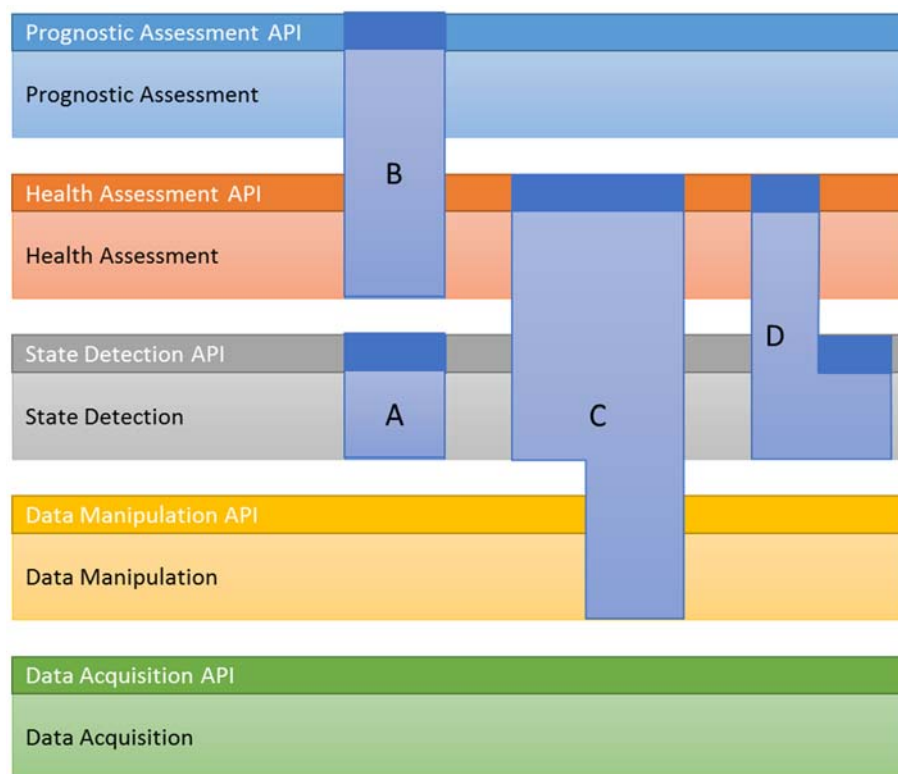 Prognostic Assessment API
Prognostic Assessment
B
Health Assessment API
Health Assessment
D
State Detection API
State Detection
A
C
Data Manipulation API
Data Manipulation
Data Acquisition API
Data Acquisition